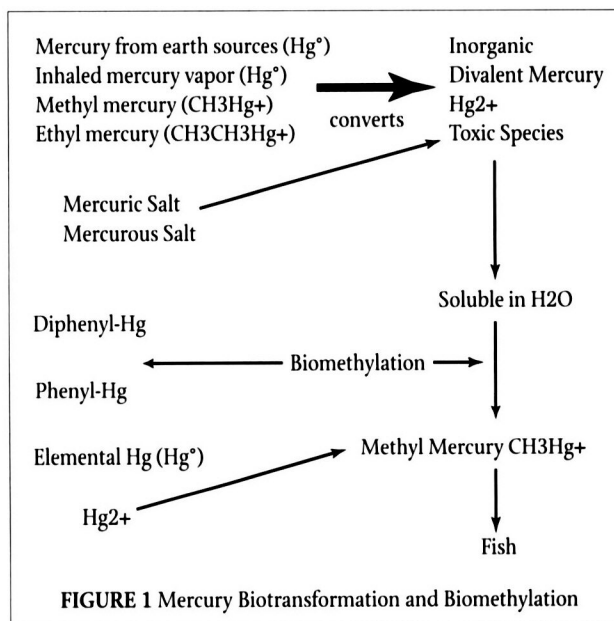 Mercury from earth sources (Hg°)
Inhaled mercury vapor (Hg°)
Methyl mercury (CH3Hg+)
Ethyl mercury (CH3CH3Hg+)
converts
Inorganic
Divalent Mercury
Hg2+
Toxic Species
Mercuric Salt
Mercurous Salt
Soluble in H2O
Diphenyl-Hg
Biomethylation
Phenyl-Hg
Elemental Hg (Hg°)
Methyl Mercury CH3Hg+
Hg2+
Fish
FIGURE 1 Mercury Biotransformation and Biomethylation